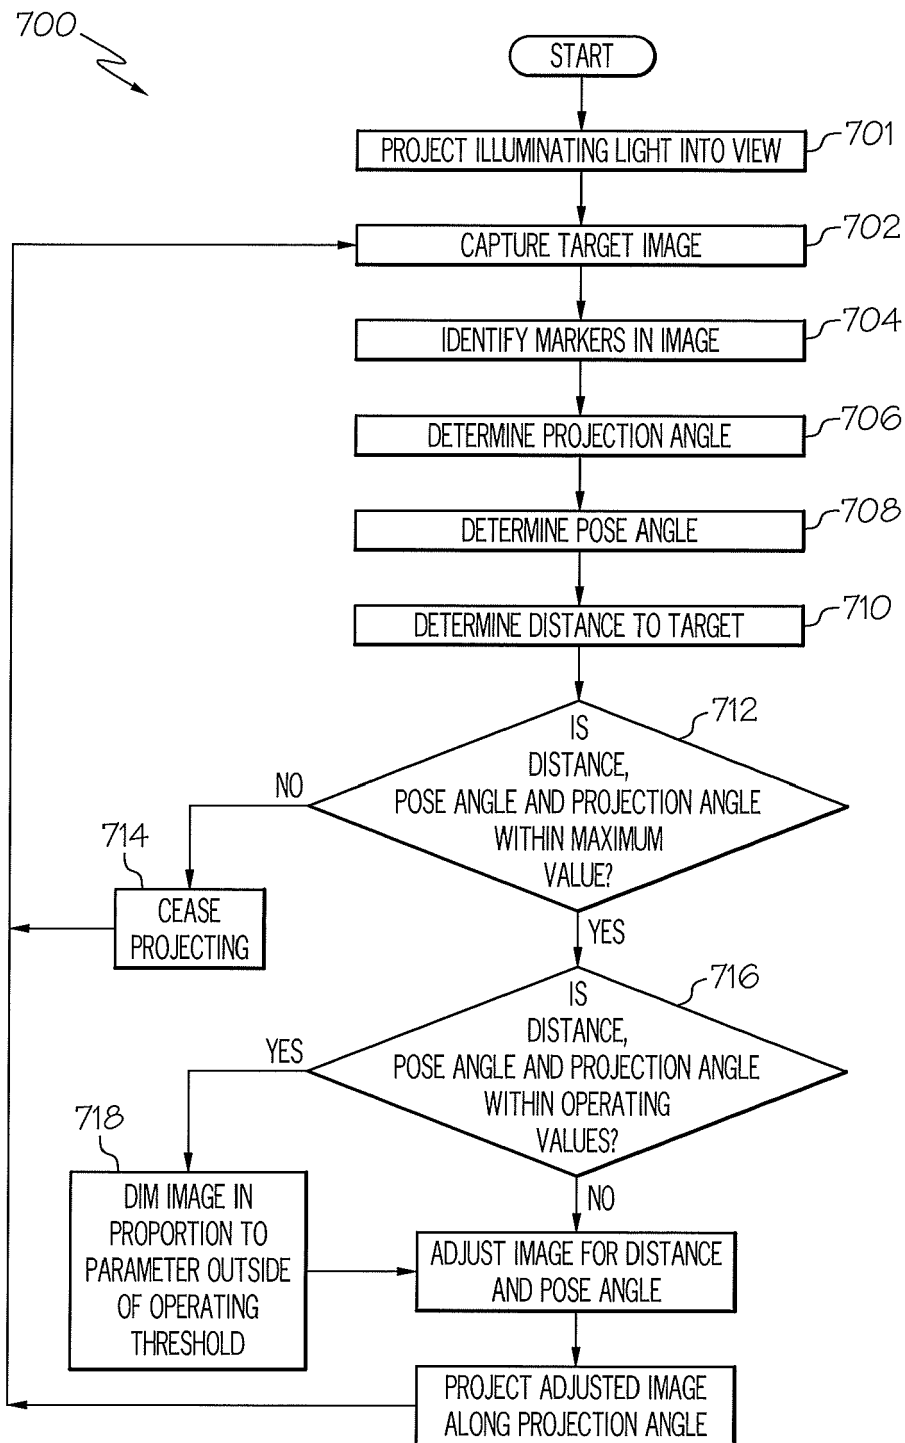 700
START
PROJECT ILLUMINATING LIGHT INTO VIEW
701
CAPTURE TARGET IMAGE
702
IDENTIFY MARKERS IN IMAGE
704
DETERMINE PROJECTION ANGLE
706
DETERMINE POSE ANGLE
708
DETERMINE DISTANCE TO TARGET
710
712
IS
DISTANCE,
POSE ANGLE AND PROJECTION ANGLE
WITHIN MAXIMUM
VALUE?
NO
714
CEASE
PROJECTING
YES
716
IS
DISTANCE,
POSE ANGLE AND PROJECTION ANGLE
WITHIN OPERATING
VALUES?
YES
718
DIM IMAGE IN
PROPORTION TO
PARAMETER OUTSIDE
OF OPERATING
THRESHOLD
NO
ADJUST IMAGE FOR DISTANCE
AND POSE ANGLE
PROJECT ADJUSTED IMAGE
ALONG PROJECTION ANGLE